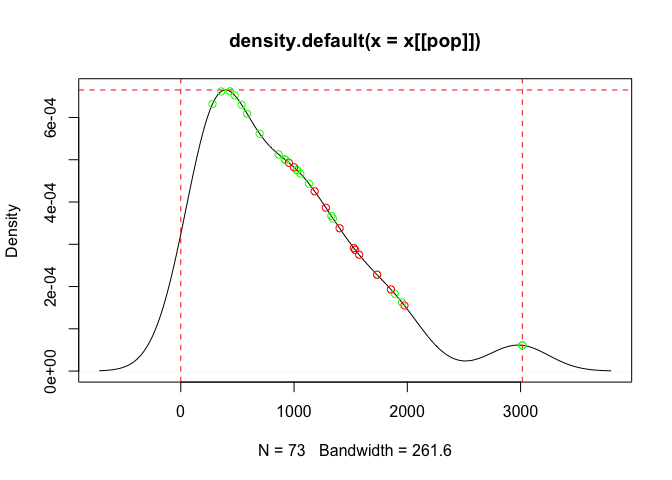 density.default(x = x[[pop]])
Density
6e-04
4e-04
2e-04
0e+00
0 1000 2000 3000
N = 73 Bandwidth = 261.6